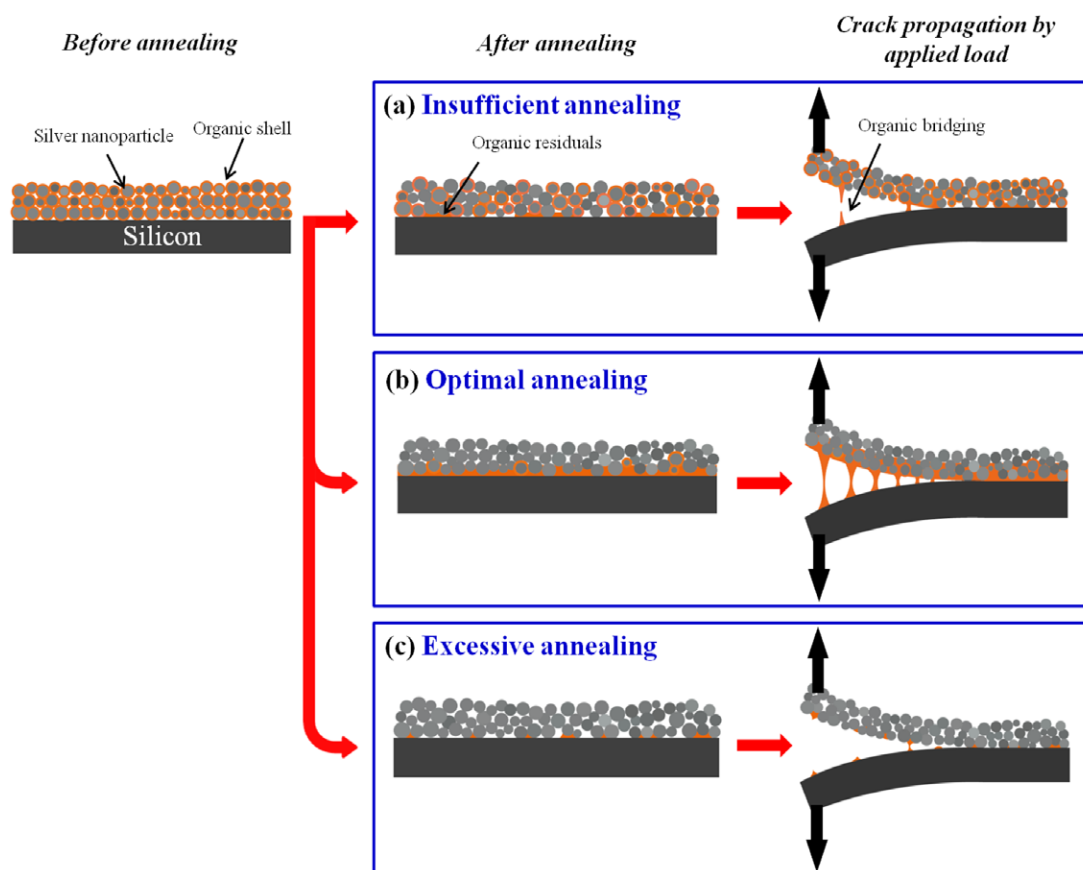 Before annealing
After annealing
Crack propagation by
applied load
Silver nanoparticle
Organic shell
Silicon
(a) Insufficient annealing
Organic residuals
Organic bridging
(b) Optimal annealing
(c) Excessive annealing